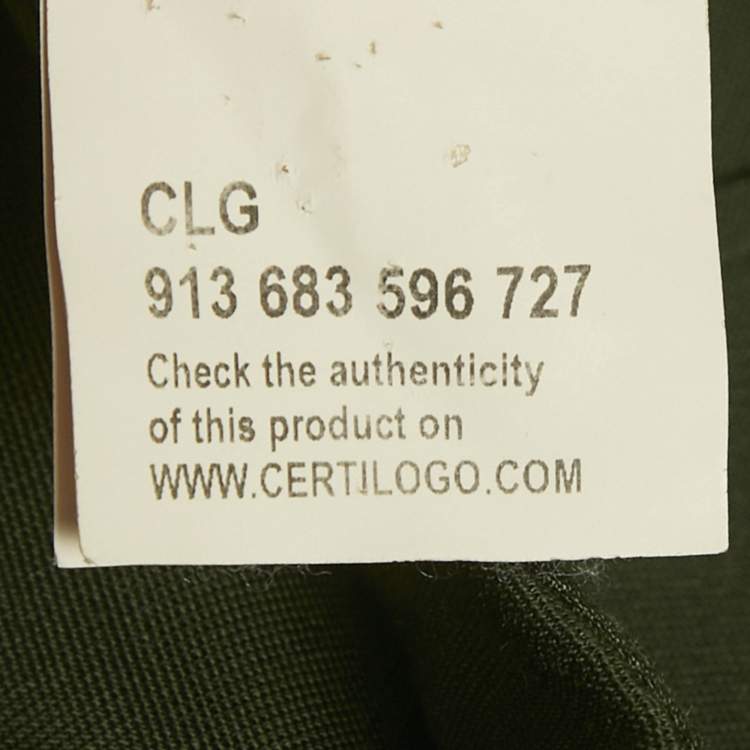 CLG
913 683 596 727
Check the authenticity
of this product on
WWW.CERTILOGO.COM